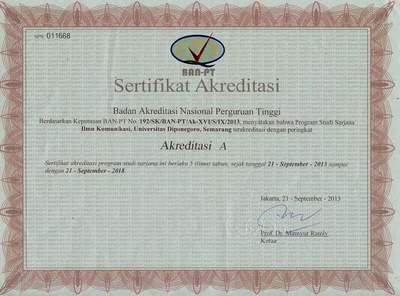 SPN 011668
BAN-PT
Sertifikat Akreditasi
Badan Akreditasi Nasional Perguruan Tinggi
Berdasarkan Keputusan BAN-PT No. 192/SK/BAN-PT/Ak-XVI/S/IX/2013, menyatakan bahwa Program Studi Sarjana
Ilmu Komunikasi, Universitas Diponegoro, Semarang terakreditasi dengan peringkat
Akreditasi A
Sertifikat akreditasi program studi sarjana ini berlaku 5 (lima) tahun, sejak tanggal 21 - September - 2013 sampai
dengan 21 - September - 2018.
Jakarta, 21 - September - 2013
Prof. Dr. Mansyur Ramly
Ketua